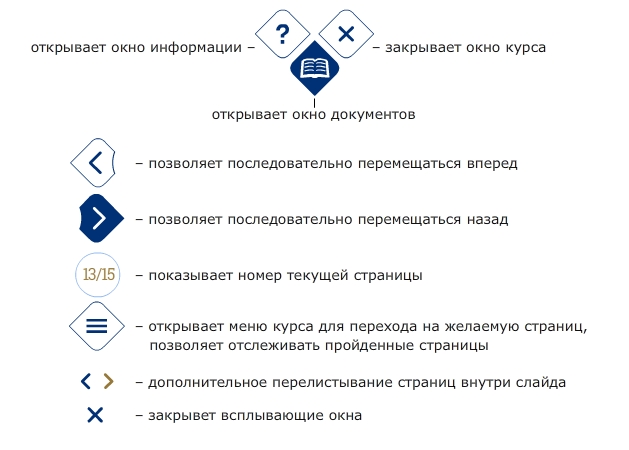 открывает окно информации –
?
– закрывает окно курса
открывает окно документов
– позволяет последовательно перемещаться вперед
– позволяет последовательно перемещаться назад
13/15 – показывает номер текущей страницы
– открывает меню курса для перехода на желаемую страниц,
позволяет отслеживать пройденные страницы
– дополнительное перелистывание страниц внутри слайда
– закрывет всплывающие окна